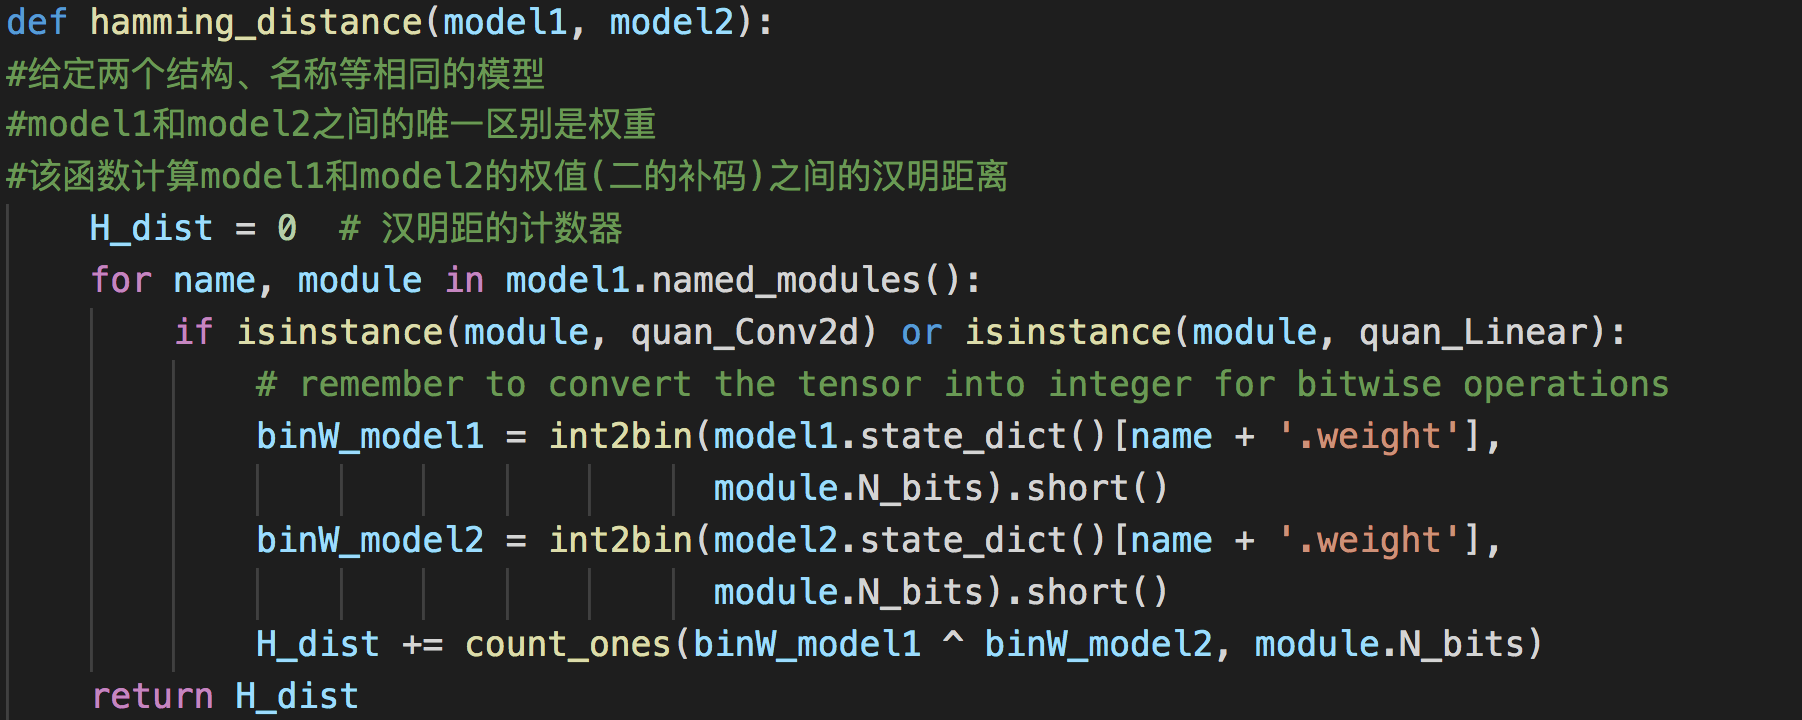 def hamming_distance(model1, model2):
#给定两个结构、名称等相同的模型
#model1和model2之间的唯一区别是权重
#该函数计算model1和model2的权值(二的补码)之间的汉明距离
    H_dist = 0  # 汉明距的计数器
    for name, module in model1.named_modules():
        if isinstance(module, quan_Conv2d) or isinstance(module, quan_Linear):
            # remember to convert the tensor into integer for bitwise operations
            binW_model1 = int2bin(model1.state_dict()[name + '.weight'],
                                  module.N_bits).short()
            binW_model2 = int2bin(model2.state_dict()[name + '.weight'],
                                  module.N_bits).short()
            H_dist += count_ones(binW_model1 ^ binW_model2, module.N_bits)
    return H_dist